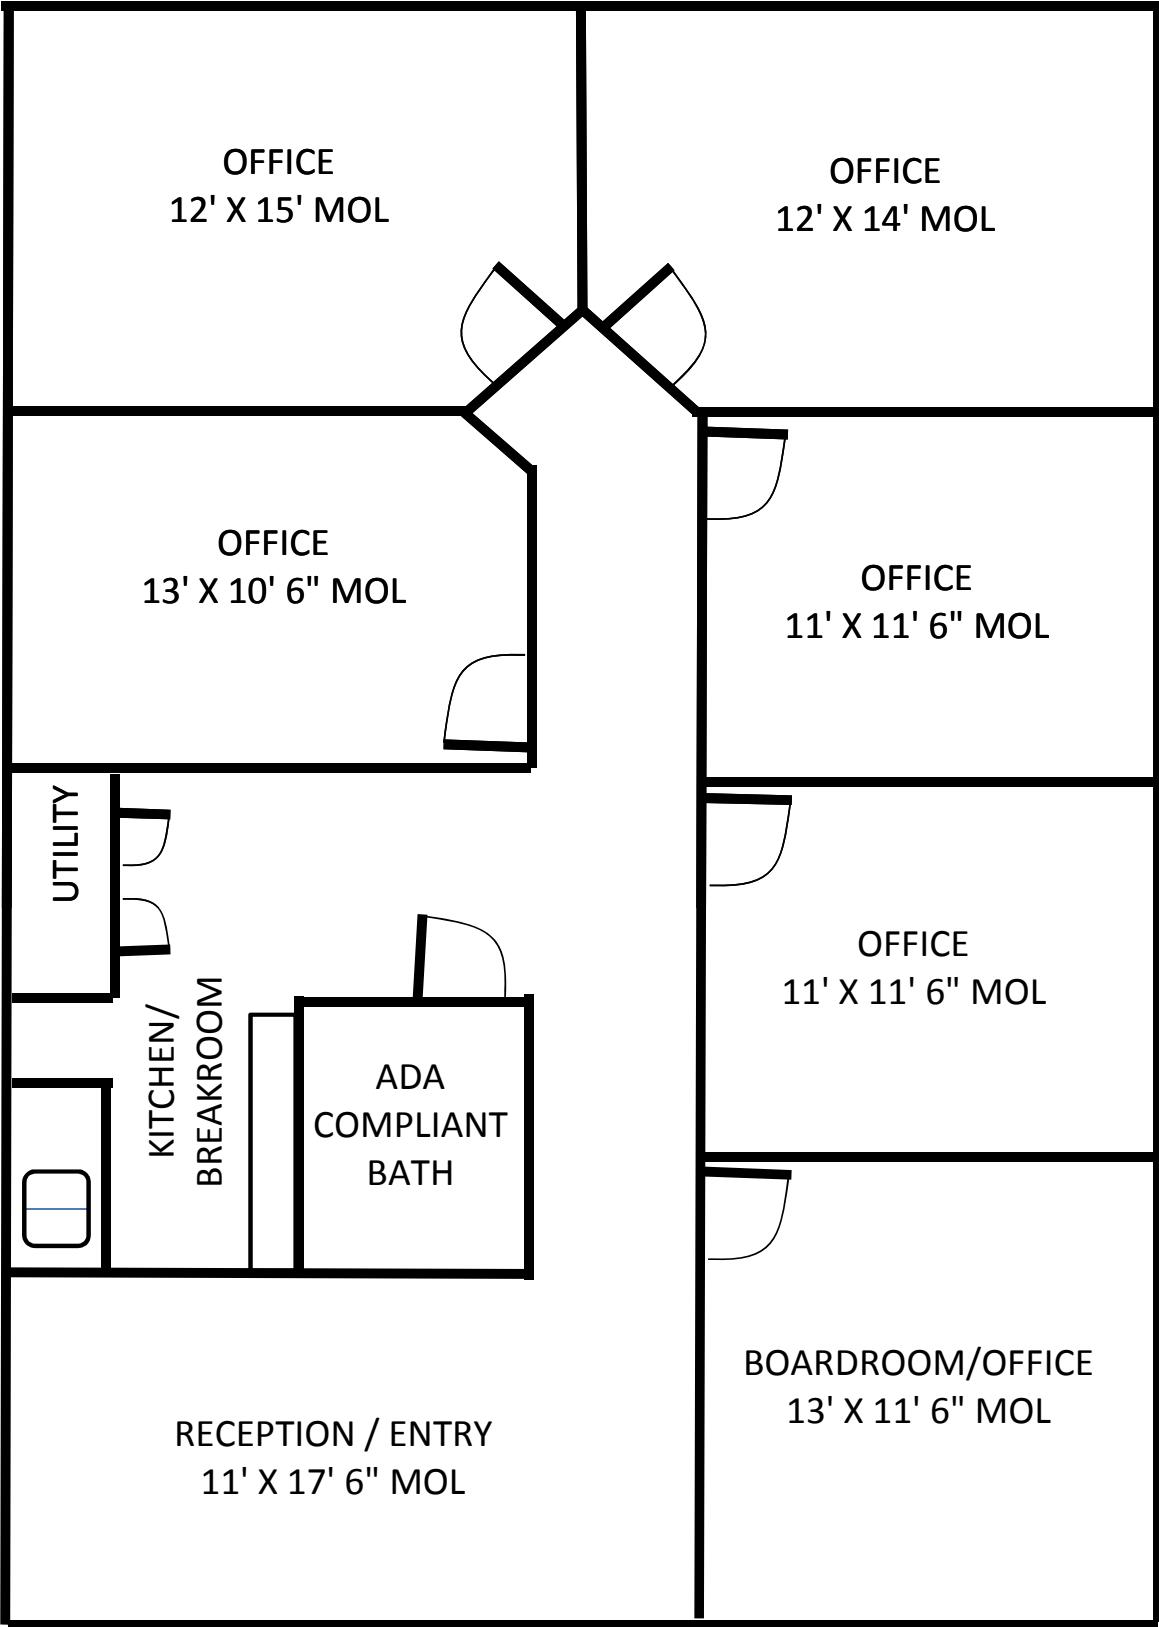 OFFICE
12' X 15' MOL
OFFICE
12' X 14' MOL
OFFICE
13' X 10' 6" MOL
OFFICE
11' X 11' 6" MOL
UTILITY
OFFICE
11' X 11' 6" MOL
KITCHEN/
BREAKROOM
ADA
COMPLIANT
BATH
BOARDROOM/OFFICE
13' X 11' 6" MOL
RECEPTION / ENTRY
11' X 17' 6" MOL